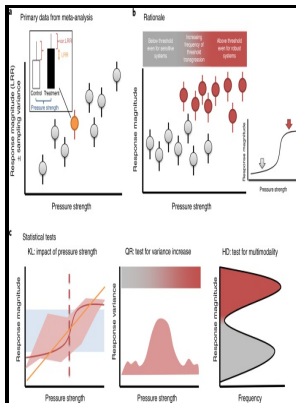 a Primary data from meta-analysis
LRR
LRR
Control Treatment
Pressure strength
Response magnitude (LRR)
± sampling variance
Pressure strength
b Rationale
Below threshold
even for sensitive
systems
Increasing
frequency of
threshold
transgression
Above threshold
even for robust
systems
Response magnitude
Pressure strength
Response magnitude
Pressure strength
c Statistical tests
KL: impact of pressure strength
Response magnitude
Pressure strength
QR: test for variance increase
Response variance
Pressure strength
HD: test for multimodality
Response magnitude
Frequency